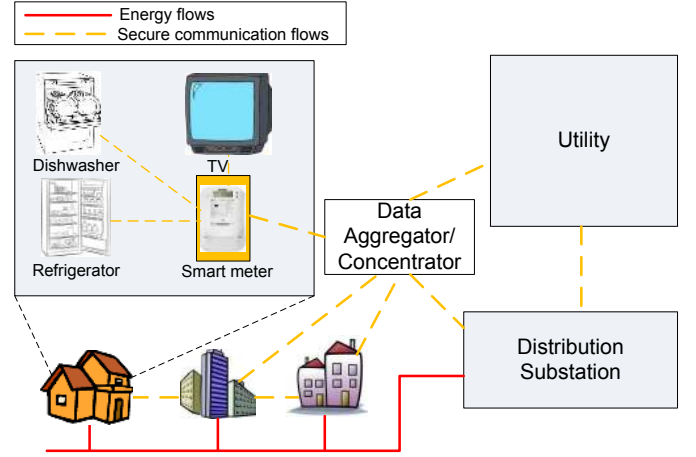 Energy flows
Secure communication flows
Dishwasher
TV
Refrigerator
Smart meter
Data
Aggregator/
Concentrator
Utility
Distribution
Substation